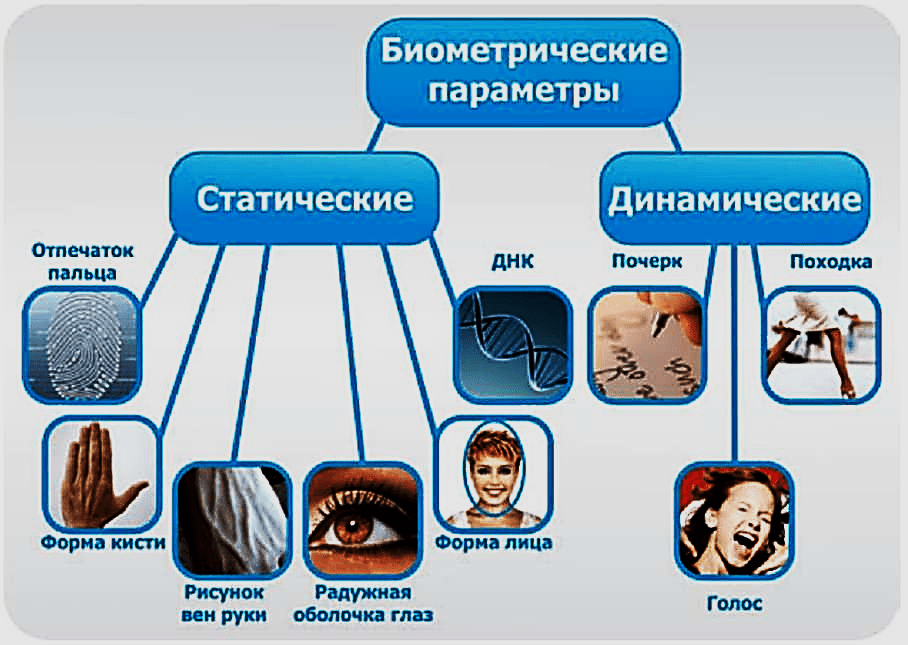 Биометрические
параметры
Статические
Динамические
Отпечаток
пальца
ДНК
Почерк
Походка
Форма кисти
Форма лица
Рисунок
вен руки
Радужная
оболочка глаз
Голос